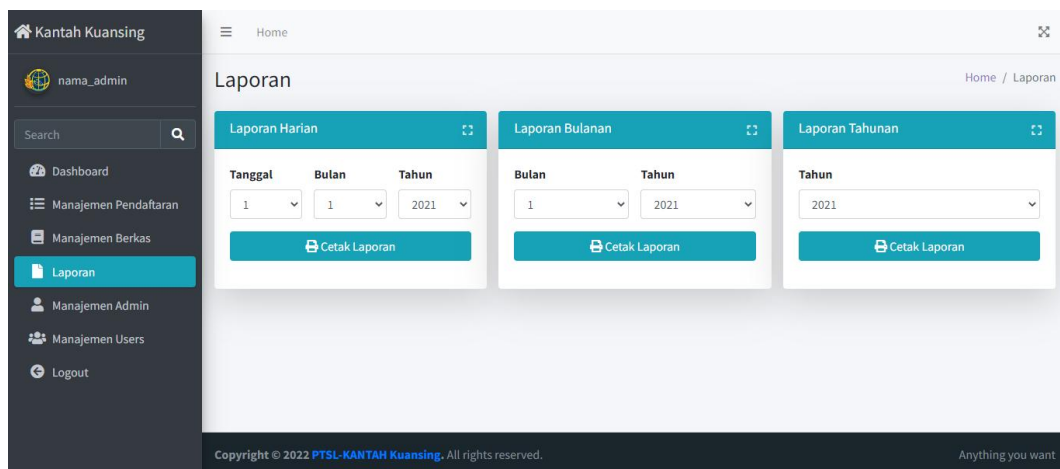 Kantah Kuansing
nama_admin
Search
Dashboard
Manajemen Pendaftaran
Manajemen Berkas
Laporan
Manajemen Admin
Manajemen Users
Logout
Home
Laporan
Home / Laporan
Laporan Harian
Tanggal Bulan Tahun
1 1 2021
Cetak Laporan
Laporan Bulanan
Bulan Tahun
1 2021
Cetak Laporan
Laporan Tahunan
Tahun
2021
Cetak Laporan
Copyright © 2022 PTSL-KANTAH Kuansing. All rights reserved.
Anything you want